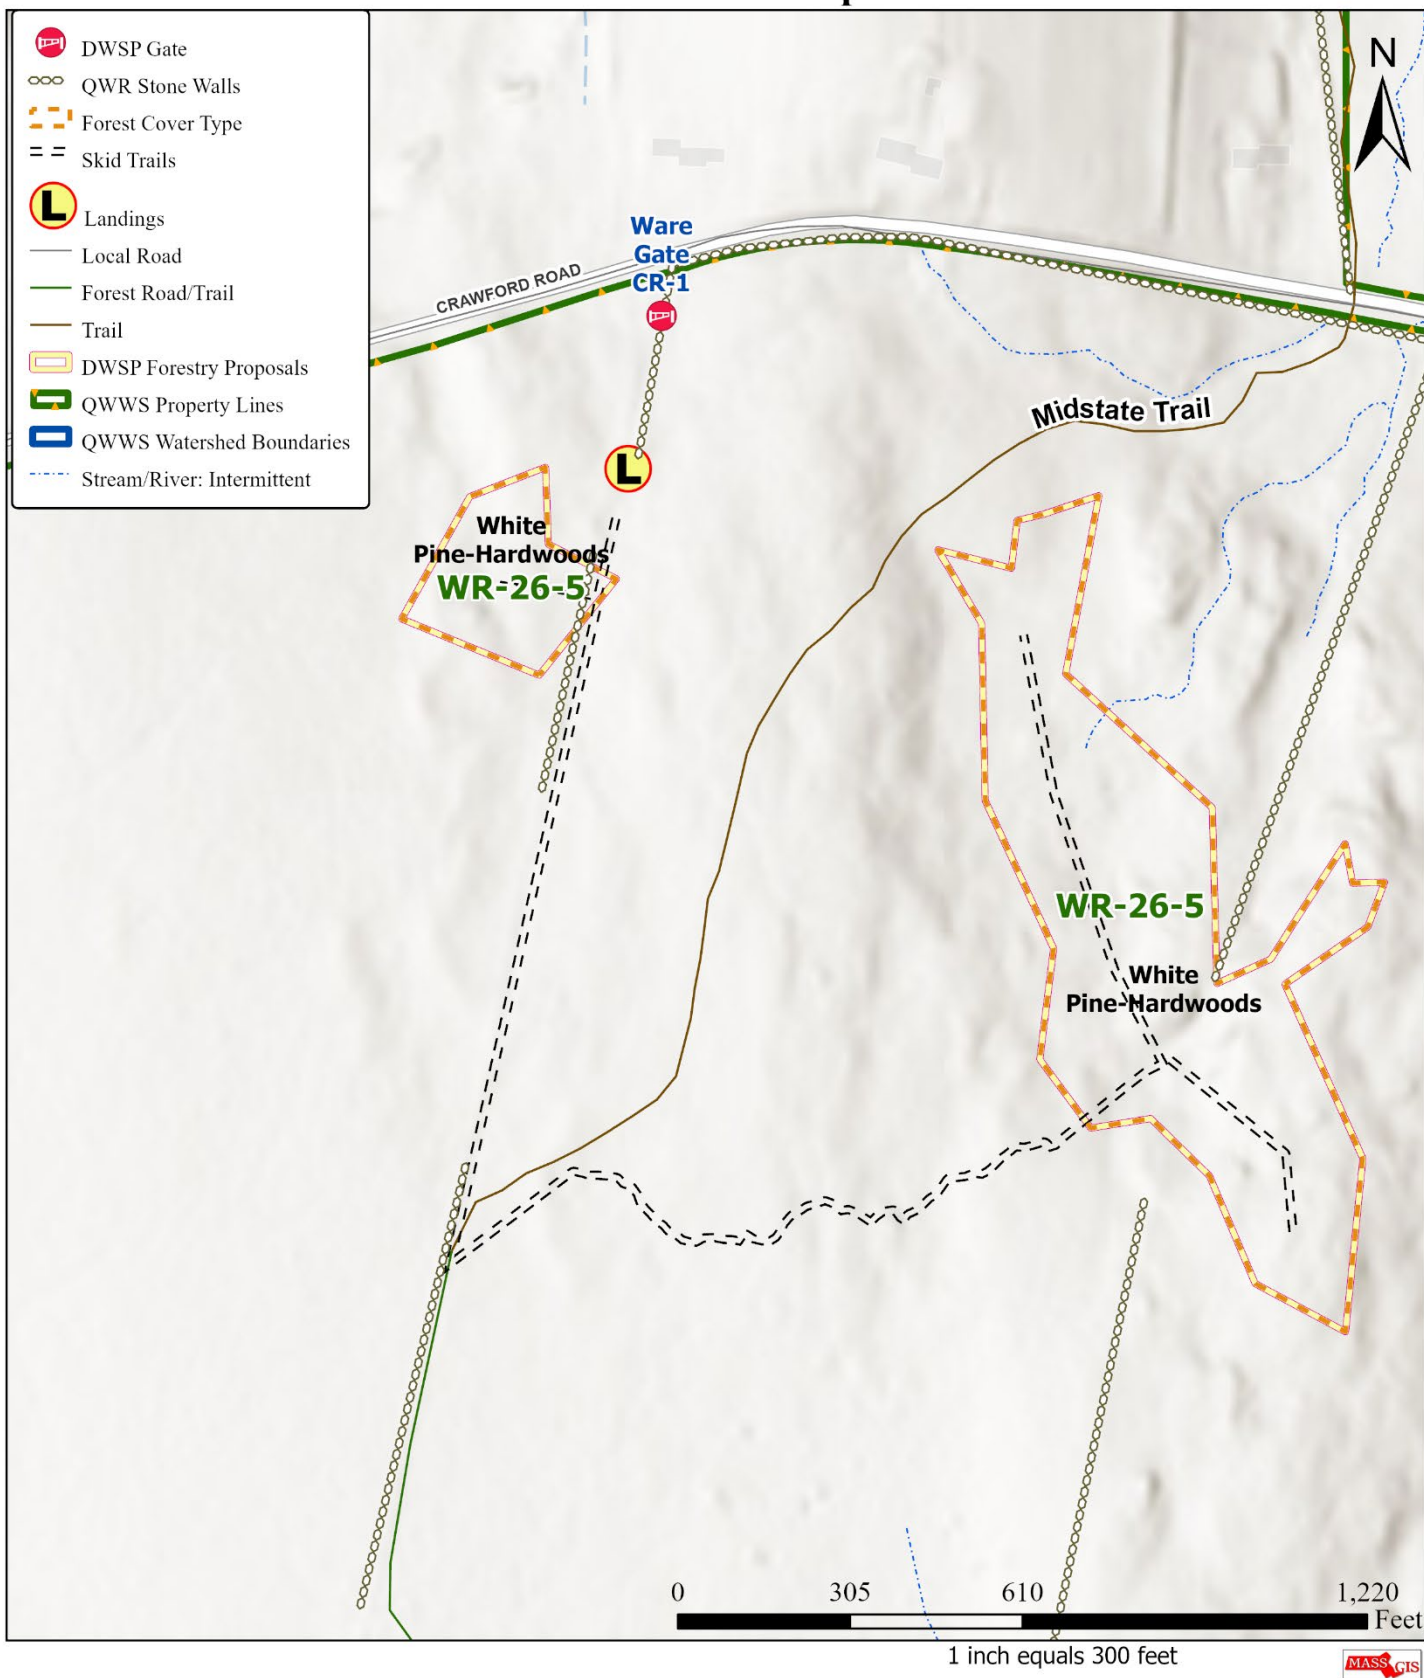 DWSP Gate
QWR Stone Walls
Forest Cover Type
Skid Trails
L
Landings
Local Road
Forest Road/Trail
Trail
DWSP Forestry Proposals
QWWS Property Lines
QWWS Watershed Boundaries
Stream/River: Intermittent
N
Ware
Gate
CR-1
CRAWFORD ROAD
Midstate Trail
L
White
Pine-Hardwoods
WR-26-5
WR-26-5
White
Pine-Hardwoods
0 305 610 1,220
Feet
1 inch equals 300 feet
MASS GIS